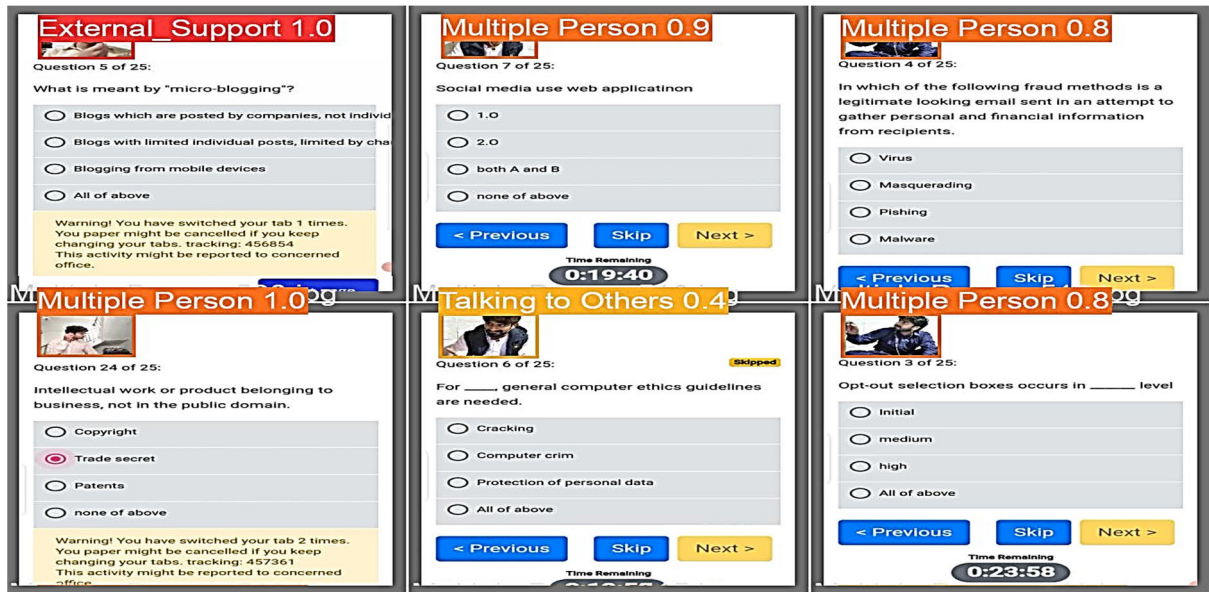 External_Support 1.0
Question 5 of 25:
What is meant by "micro-blogging"?
Blogs which are posted by companies, not individ
Blogs with limited individual posts, limited by cha
Blogging from mobile devices
All of above
Warning! You have switched your tab 1 times.
You paper might be cancelled if you keep
changing your tabs. tracking: 456854
This activity might be reported to concerned
office.
Multiple Person 0.9
Question 7 of 25:
Social media use web applicatinon
1.0
2.0
both A and B
none of above
< Previous
Skip
Next >
Time Remaining
0:19:40
Multiple Person 0.8
Question 4 of 25:
In which of the following fraud methods is a
legitimate looking email sent in an attempt to
gather personal and financial information
from recipients.
Virus
Masquerading
Pishing
Malware
< Previous
Skip
Next >
Multiple Person 1.0
Question 24 of 25:
Intellectual work or product belonging to
business, not in the public domain.
Copyright
Trade secret
Patents
none of above
Warning! You have switched your tab 2 times.
You paper might be cancelled if you keep
changing your tabs. tracking: 457361
This activity might be reported to concerned
office
Talking to Others 0.4
Question 6 of 25:
Skipped
For ____, general computer ethics guidelines
are needed.
Cracking
Computer crim
Protection of personal data
All of above
< Previous
Skip
Next >
Time Remaining
Multiple Person 0.8
Question 3 of 25:
Opt-out selection boxes occurs in ______ level
Initial
medium
high
All of above
< Previous
Skip
Next >
Time Remaining
0:23:58